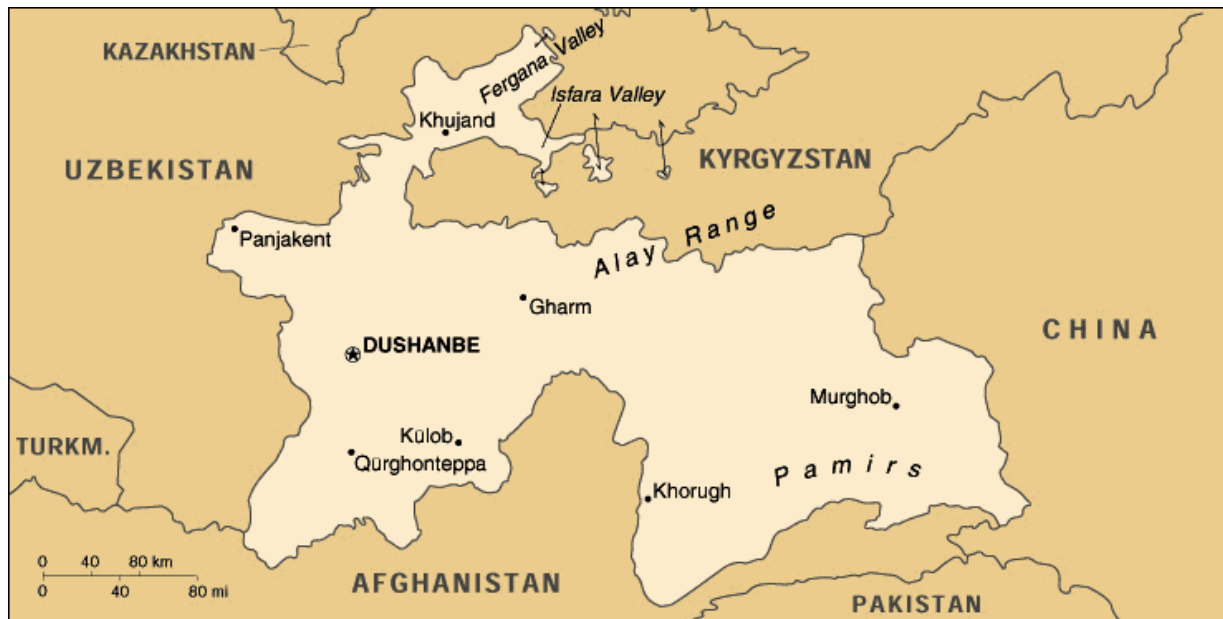 KAZAKHSTAN
Fergana Valley
Isfara Valley
Khujand
UZBEKISTAN
KYRGYZSTAN
Panjakent
Alay Range
Gharm
CHINA
DUSHANBE
Murghob
TURKM.
Kŭlob
Qŭrghonteppa
Pamirs
Khorugh
0 40 80 km
0 40 80 mi
AFGHANISTAN
PAKISTAN